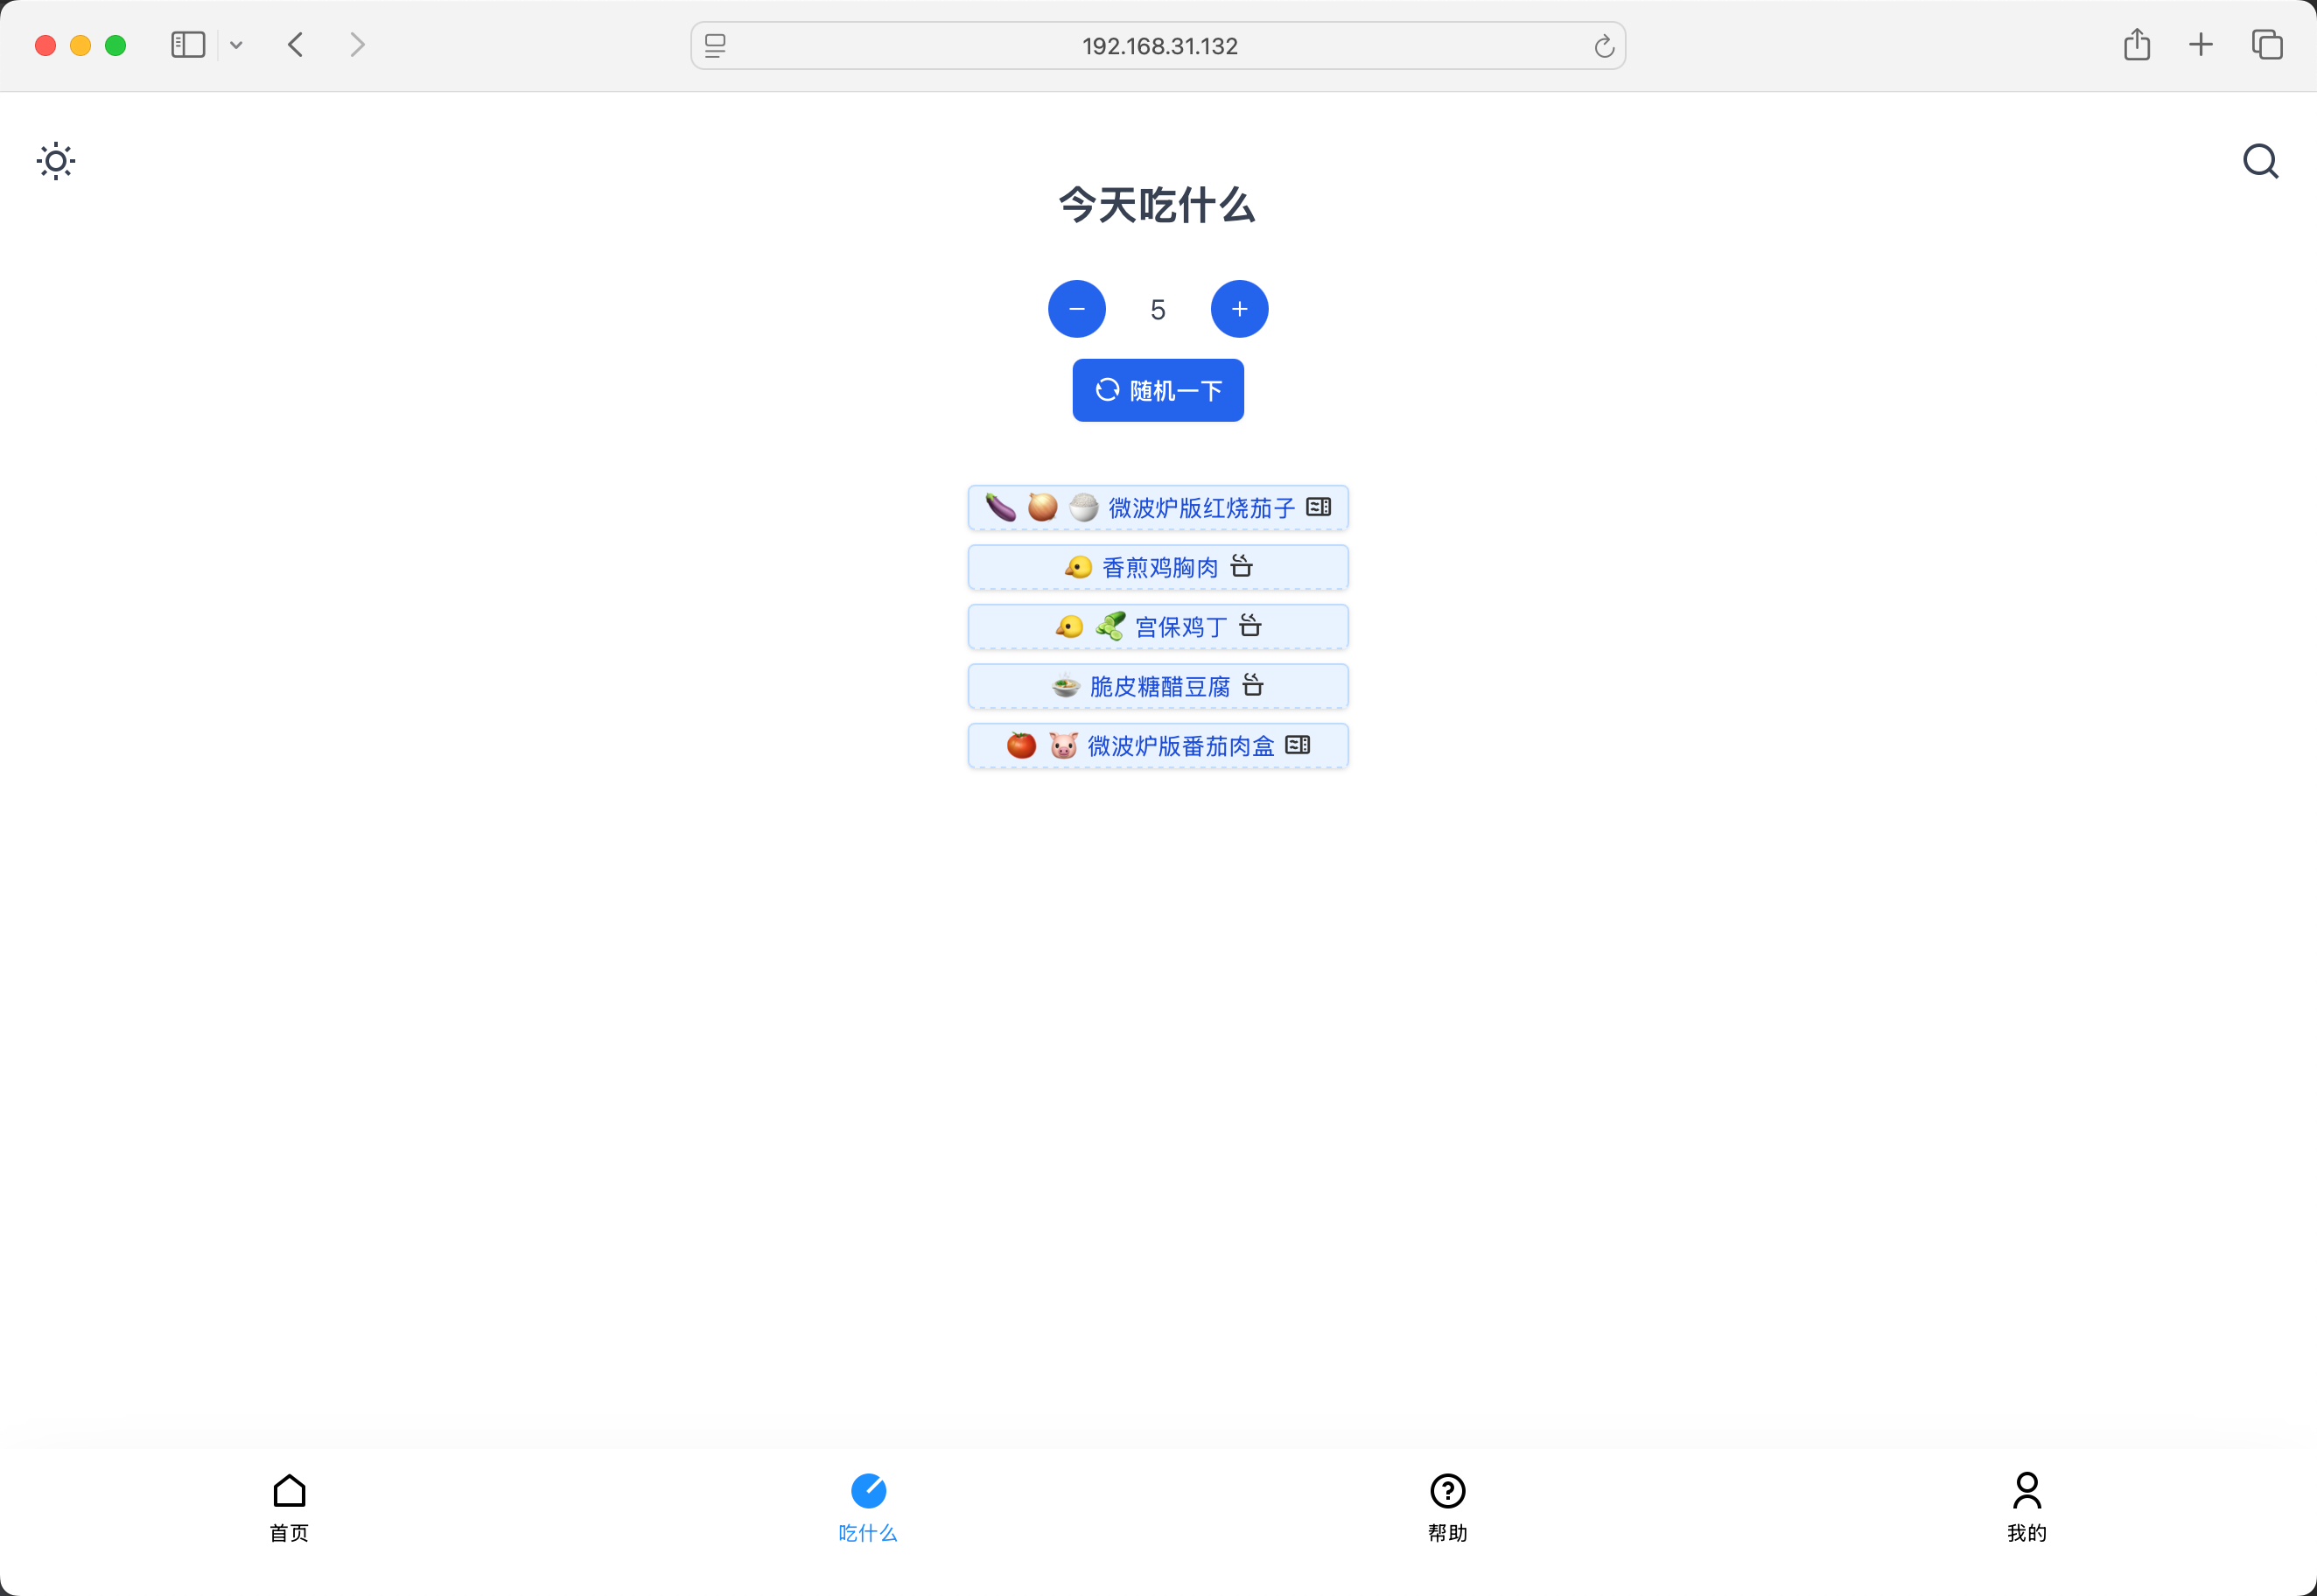 192.168.31.132
今天吃什么
5
随机一下
微波炉版红烧茄子
香煎鸡胸肉
宫保鸡丁
脆皮糖醋豆腐
微波炉版番茄肉盒
首页
吃什么
帮助
我的